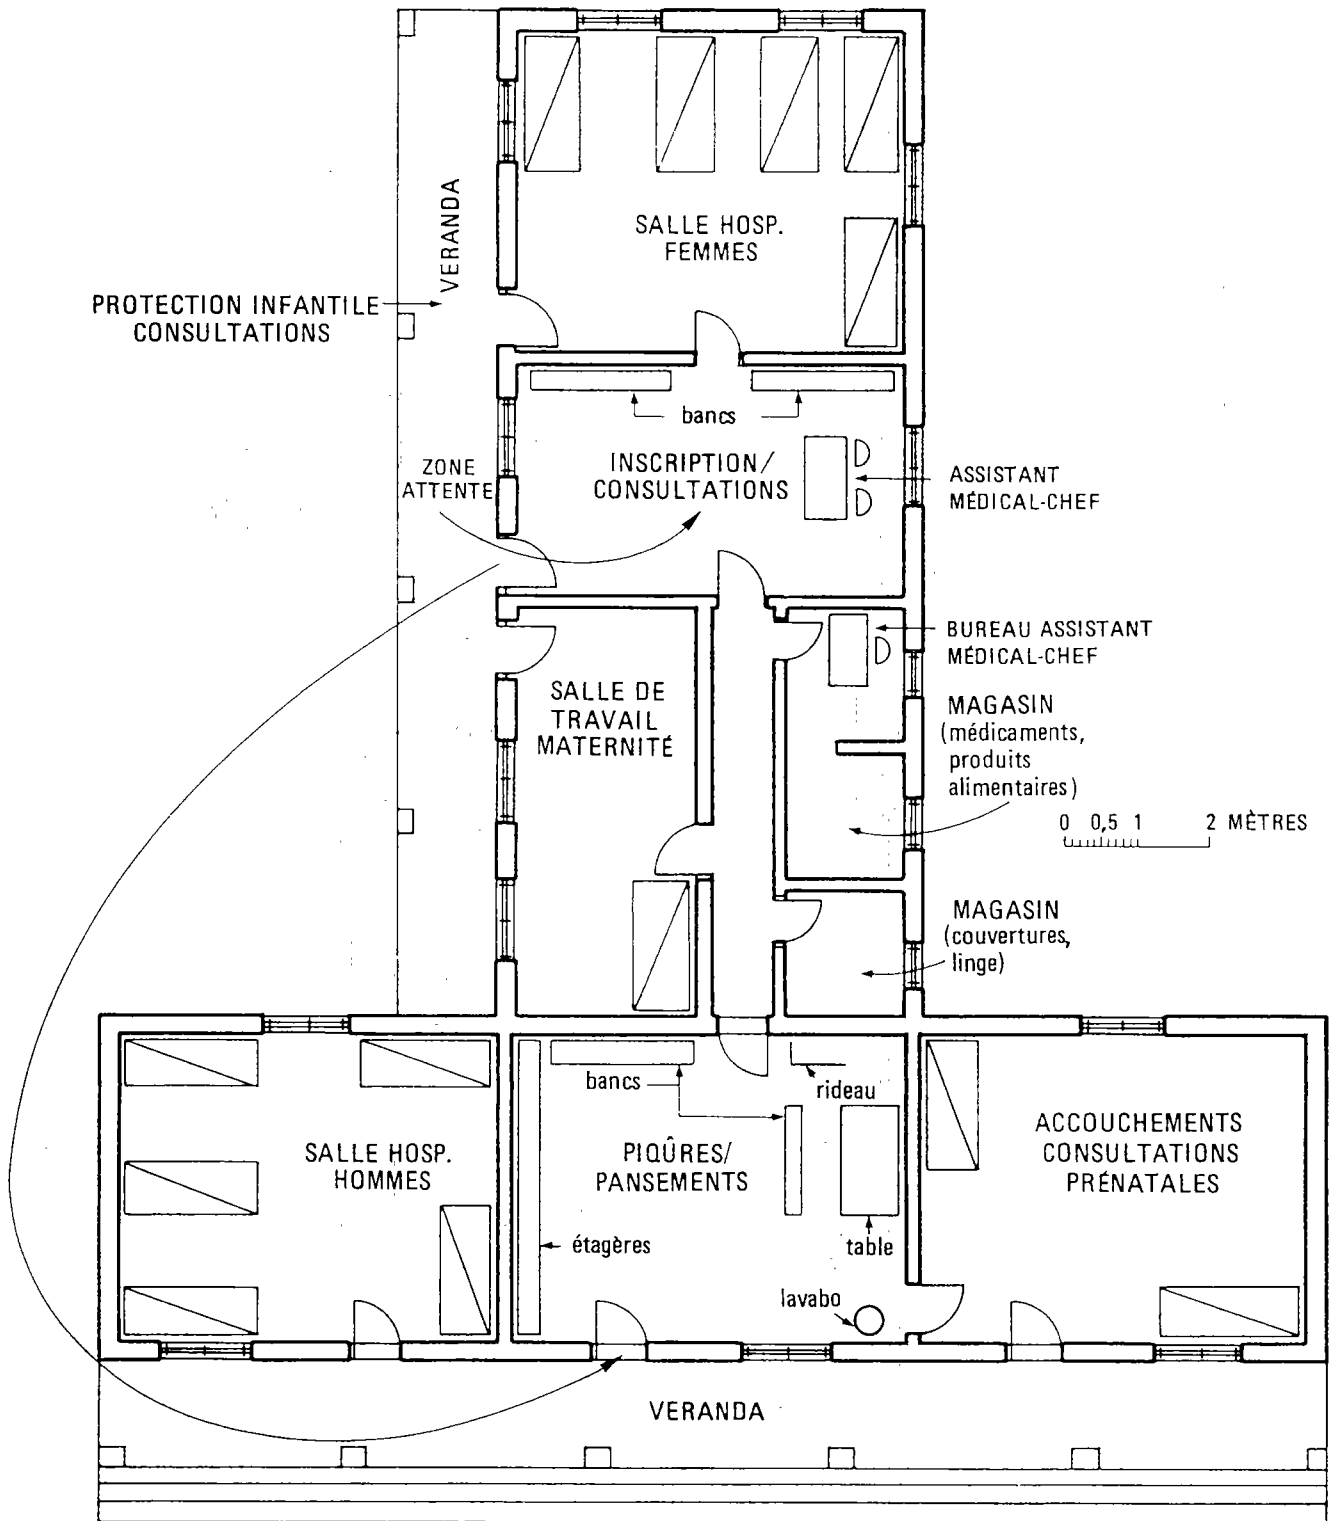 SALLE HOSP.
FEMMES
VERANDA
PROTECTION INFANTILE
CONSULTATIONS
bancs
ZONE
ATTENTE
INSCRIPTION/
CONSULTATIONS
ASSISTANT
MÉDICAL-CHEF
BUREAU ASSISTANT
MÉDICAL-CHEF
SALLE DE
TRAVAIL
MATERNITÉ
MAGASIN
(médicaments,
produits
alimentaires)
0 0,5 1 2 MÈTRES
MAGASIN
(couvertures,
linge)
bancs
rideau
SALLE HOSP.
HOMMES
PIQÛRES/
PANSEMENTS
ACCOUCHEMENTS
CONSULTATIONS
PRÉNATALES
étagères
table
lavabo
VERANDA